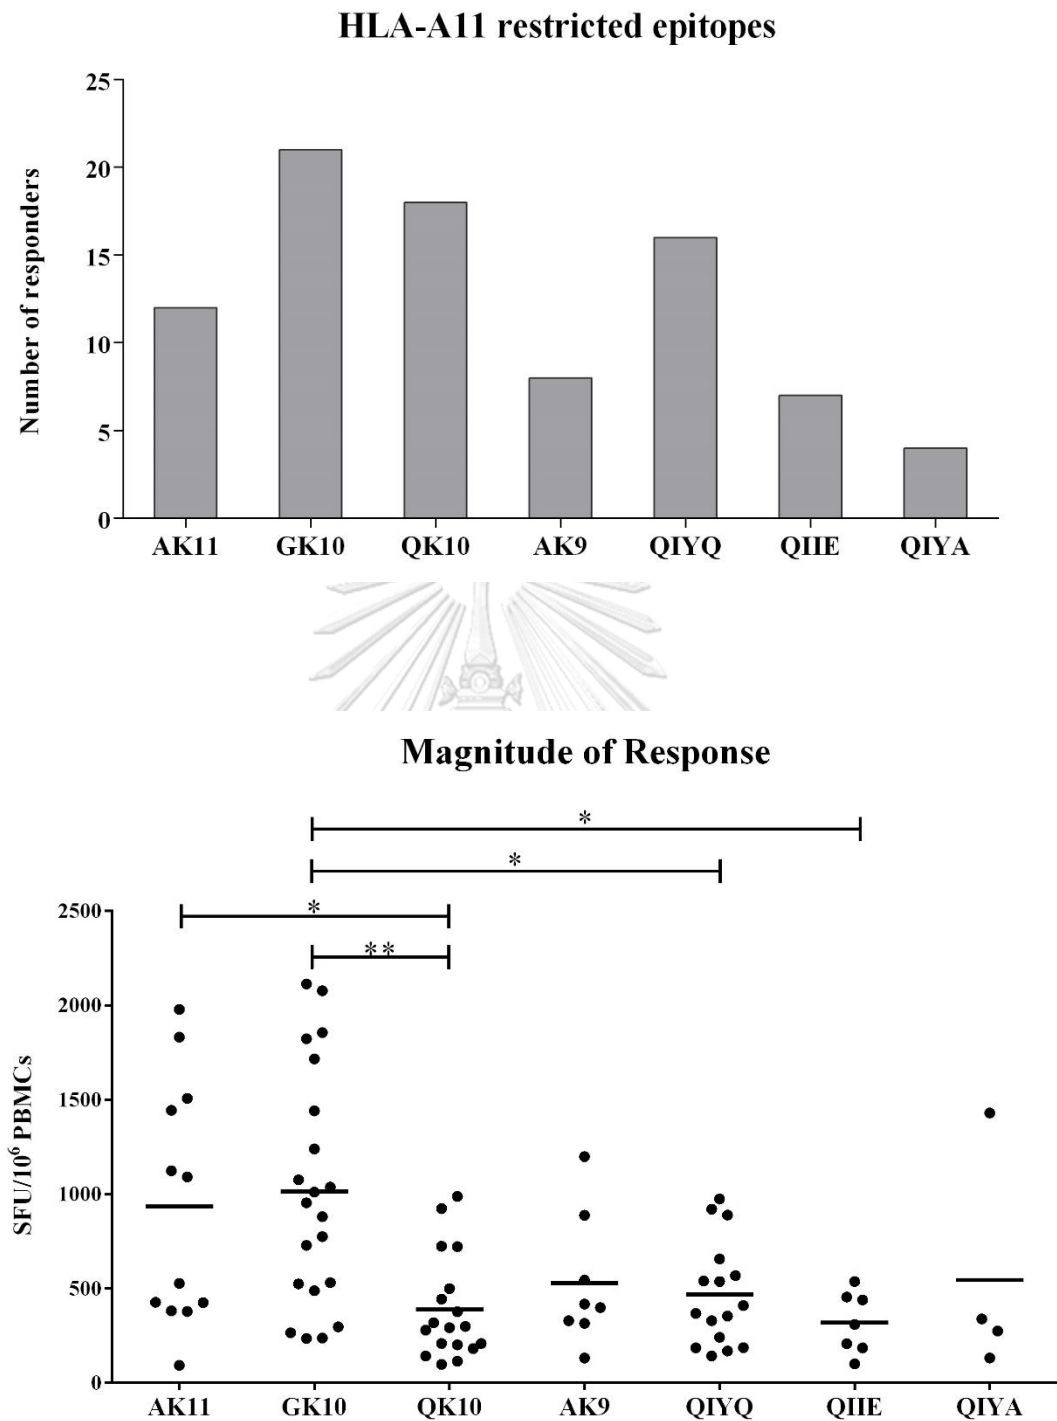 HLA-A11 restricted epitopes
Number of responders
25
20
15
10
5
0
AK11 GK10 QK10 AK9 QIYQ QIIE QIYA
Magnitude of Response
*
*
*
**
SFU/10⁶ PBMCs
2500
2000
1500
1000
500
0
AK11 GK10 QK10 AK9 QIYQ QIIE QIYA